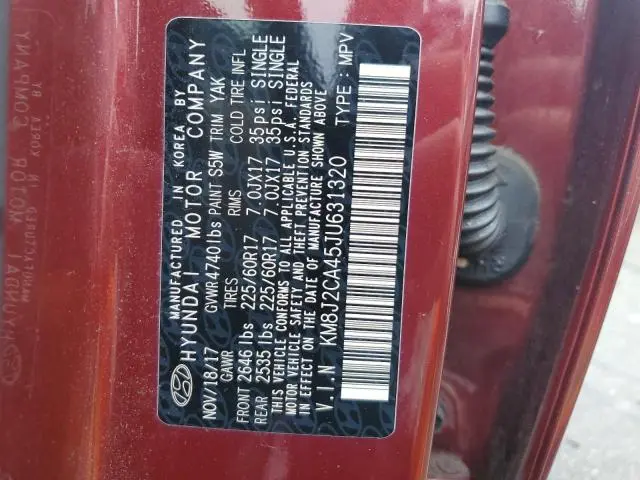 MANUFACTURED IN KOREA BY
HYUNDAI MOTOR COMPANY
NOV/18/17 GVWR 4740 lbs PAINT S5W TRIM YAK
GAWR TIRES RIMS COLD TIRE INFL
FRONT 2646 lbs 225/60R17 7.0JX17 35psi SINGLE
REAR 2535 lbs 225/60R17 7.0JX17 35psi SINGLE
THIS VEHICLE CONFORMS TO ALL APPLICABLE U.S.A. FEDERAL
MOTOR VEHICLE SAFETY AND THEFT PREVENTION STANDARDS
IN EFFECT ON THE DATE OF MANUFACTURE SHOWN ABOVE
V.I.N KM8J2CA45JU631320 TYPE : MPV